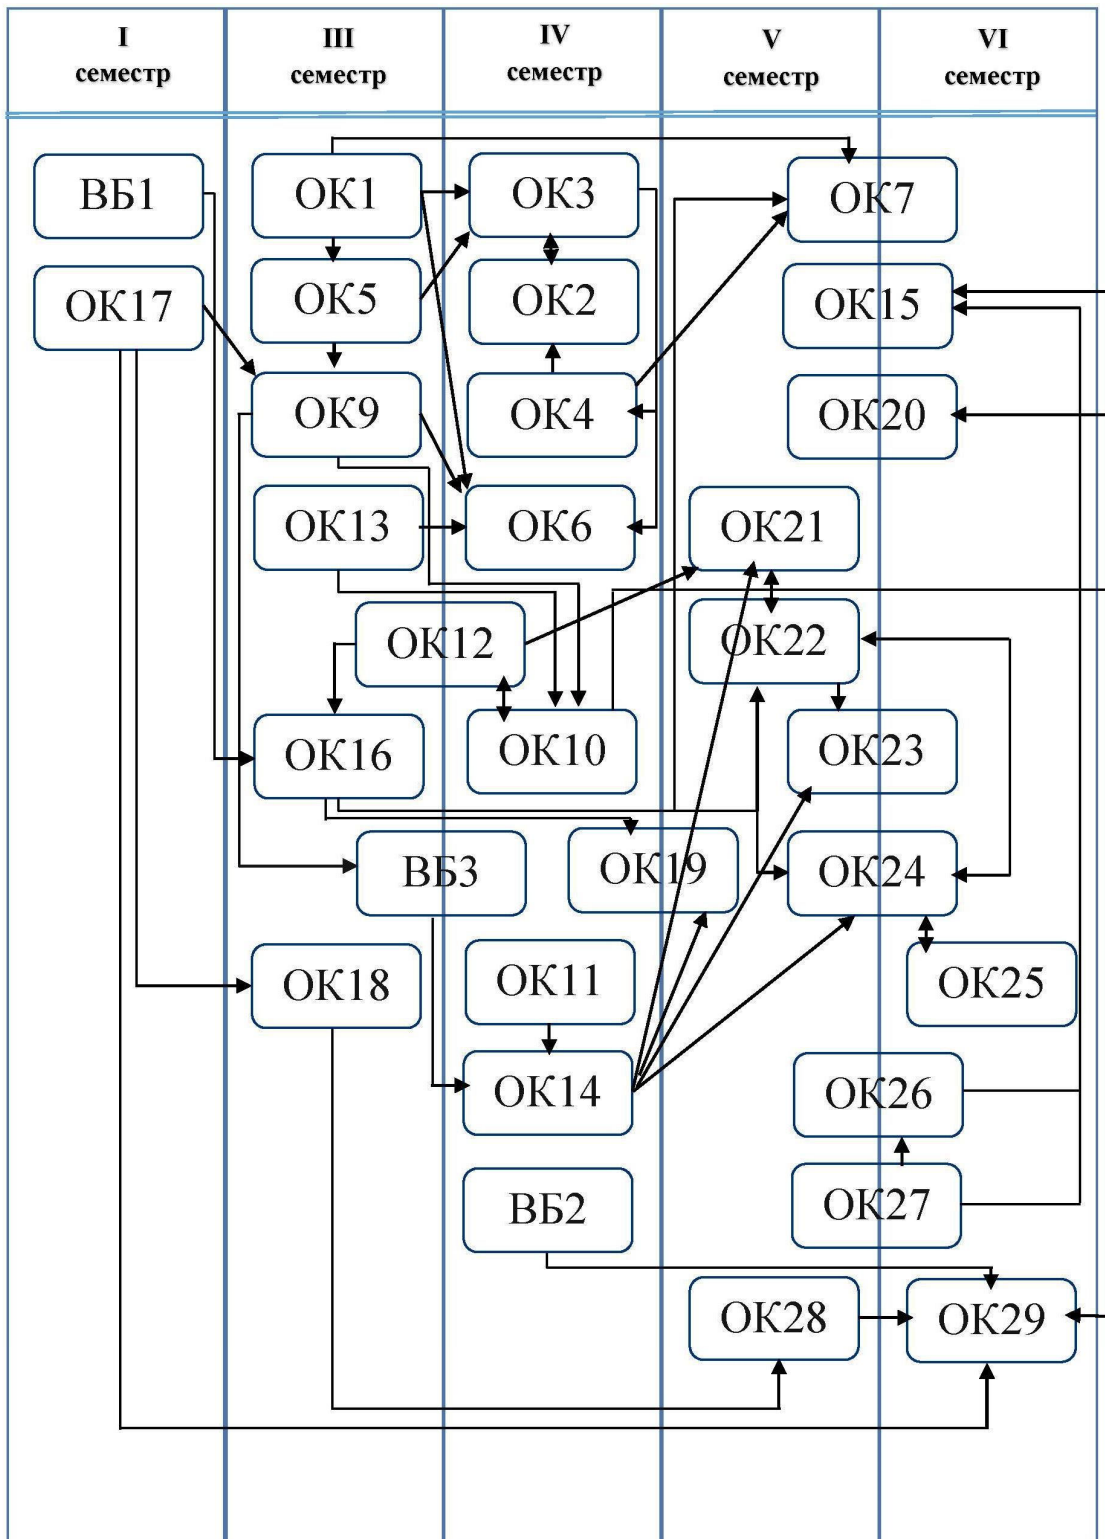 I
семестр
III
семестр
IV
семестр
V
семестр
VI
семестр
ВБ1
ОК1
ОК3
ОК7
ОК17
ОК5
ОК2
ОК15
ОК9
ОК4
ОК20
ОК13
ОК6
ОК21
ОК12
ОК22
ОК16
ОК10
ОК23
ВБ3
ОК19
ОК24
ОК18
ОК11
ОК25
ОК14
ОК26
ВБ2
ОК27
ОК28
ОК29